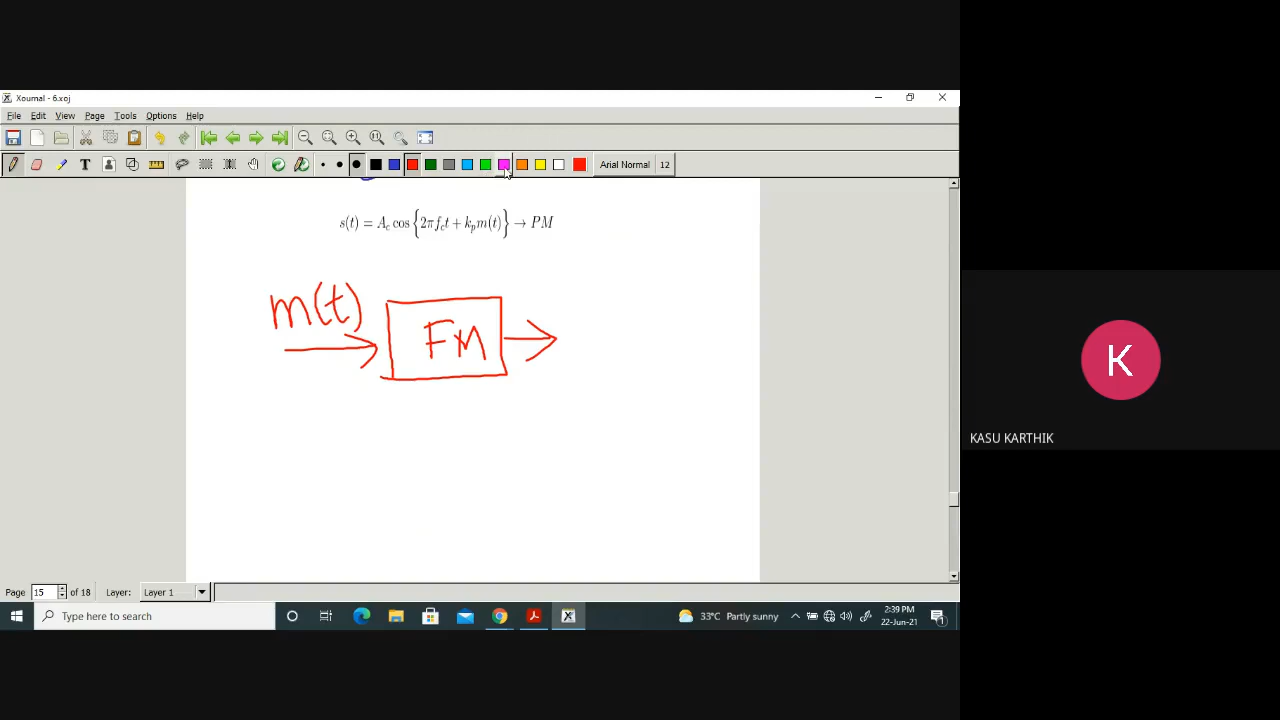 Xournal - 6.xoj
File Edit View Page Tools Options Help
T Arial Normal 12
s(t) = A_c cos {2πf_ct + k_pm(t)} → PM
m(t)
FM
K
KASU KARTHIK
Page 15 of 18 Layer: Layer 1
Type here to search 33°C Partly sunny 2:39 PM
22-Jun-21 1